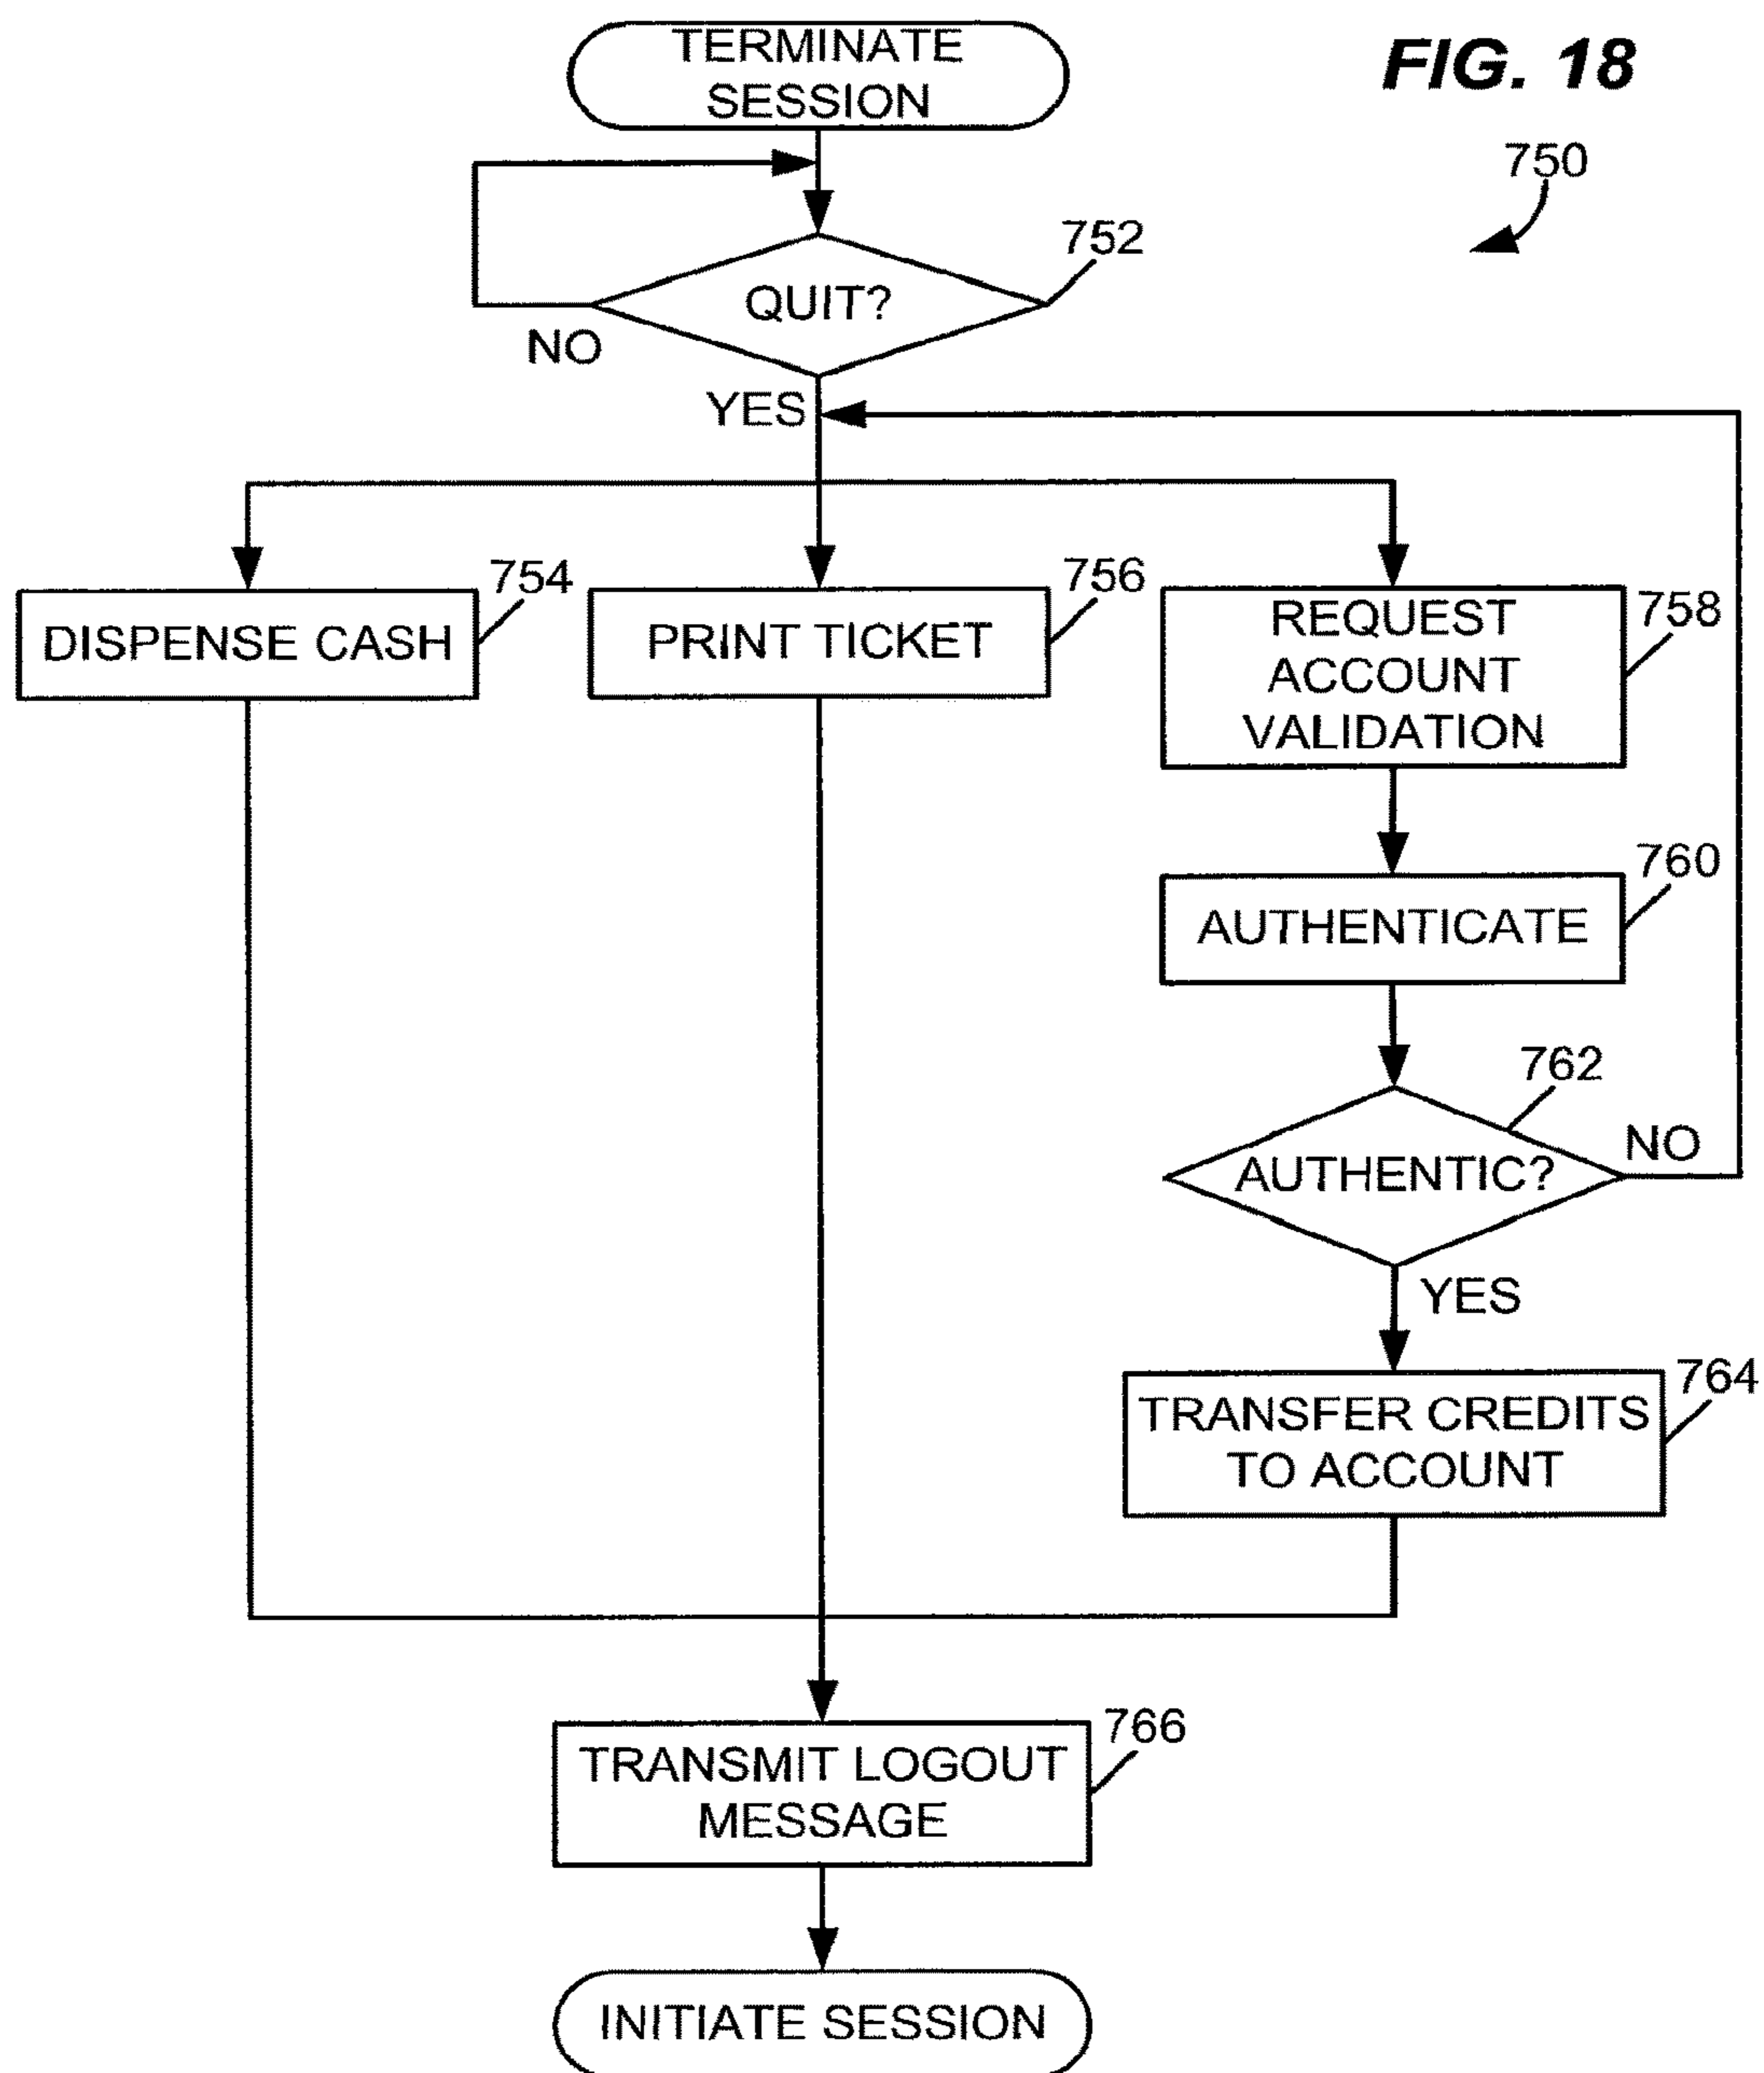 TERMINATE
SESSION
FIG. 18
750
752
QUIT?
NO
YES
754
DISPENSE CASH
756
PRINT TICKET
758
REQUEST
ACCOUNT
VALIDATION
760
AUTHENTICATE
762
AUTHENTIC?
NO
YES
764
TRANSFER CREDITS
TO ACCOUNT
766
TRANSMIT LOGOUT
MESSAGE
INITIATE SESSION